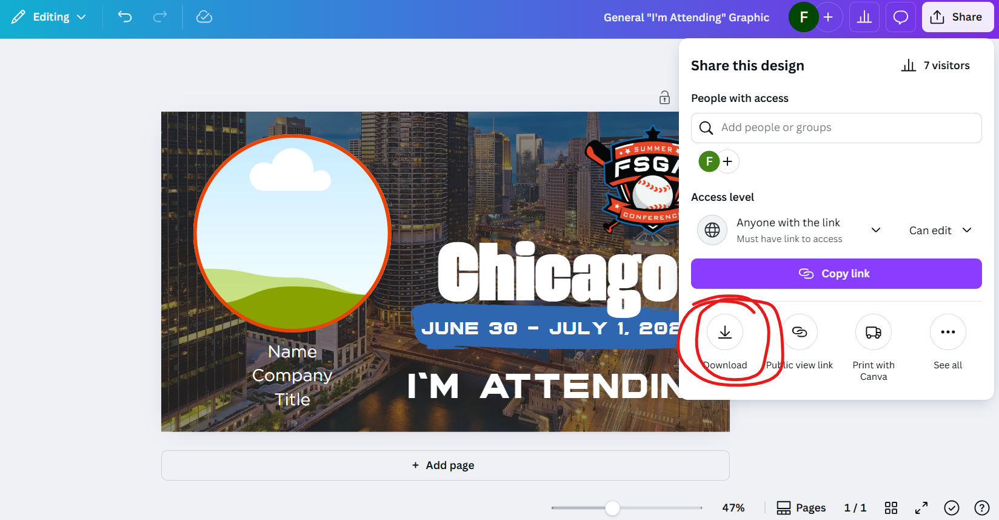 Editing
General "I'm Attending" Graphic
F
Share
Share this design
7 visitors
People with access
Add people or groups
F
Access level
Anyone with the link
Must have link to access
Can edit
Copy link
Download
Public view link
Print with
Canva
See all
SUMMER
FSGA
CONFERENCE
Chicago
JUNE 30 - JULY 1, 202
I`M ATTENDIN
Name
Company
Title
+ Add page
47%
Pages
1 / 1
?